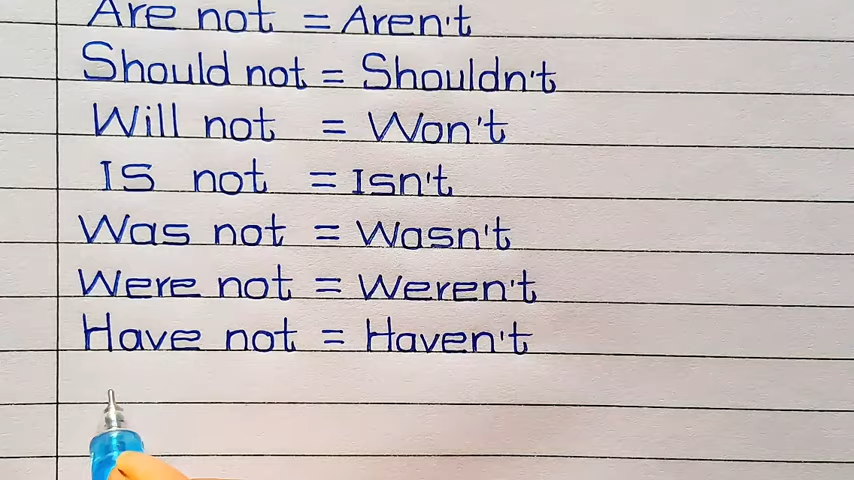 Are not = Aren't
Should not = Shouldn't
Will not = Won't
IS not = Isn't
Was not = Wasn't
Were not = Weren't
Have not = Haven't